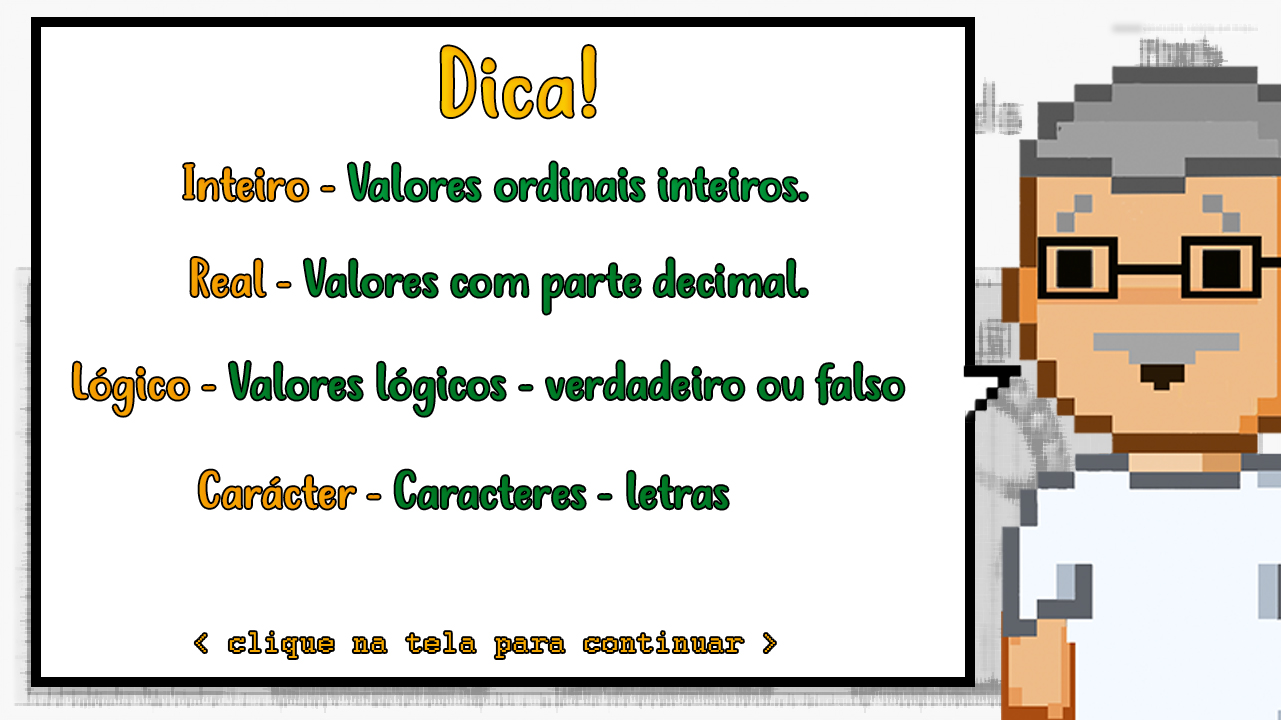 Dica!
Inteiro - Valores ordinais inteiros.
Real - Valores com parte decimal.
Lógico - Valores lógicos - verdadeiro ou falso
Carácter - Caracteres - letras
< clique na tela para continuar >